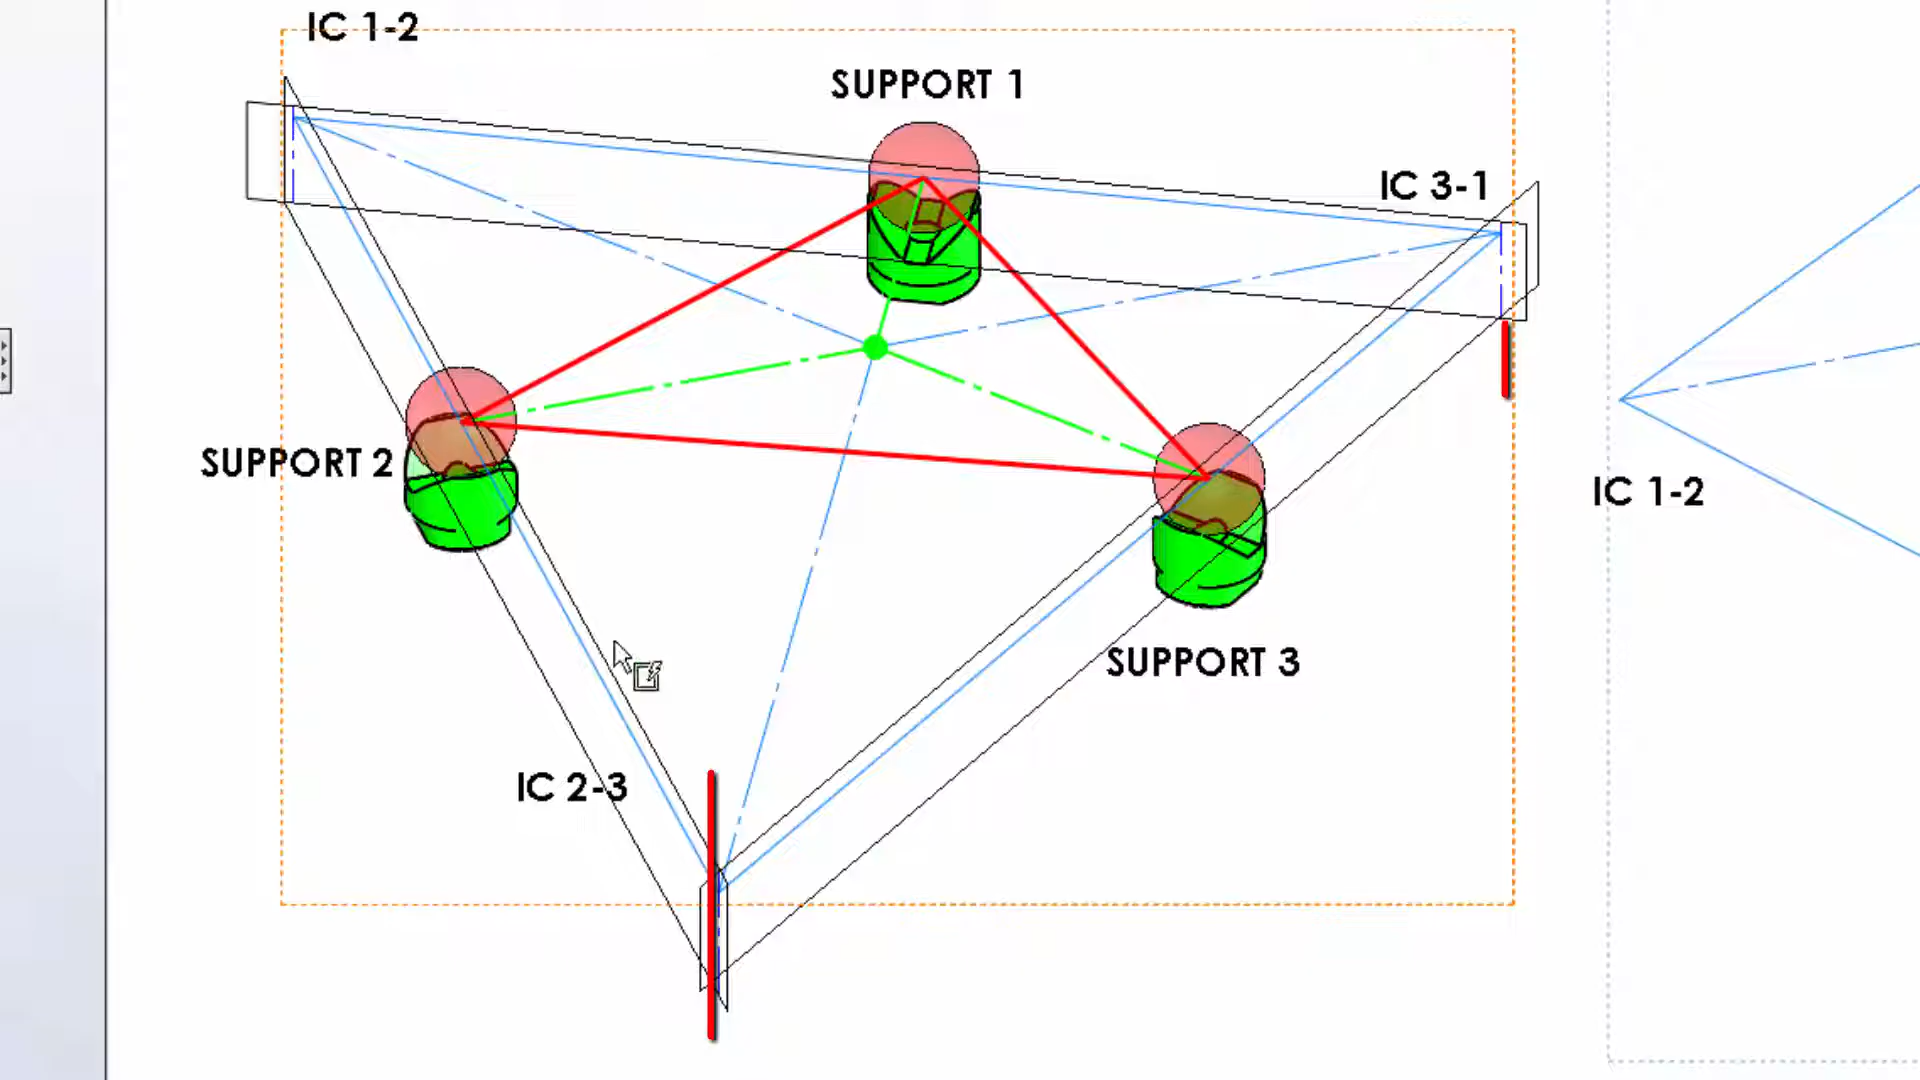 IC 1-2
SUPPORT 1
IC 3-1
SUPPORT 2
IC 1-2
SUPPORT 3
IC 2-3